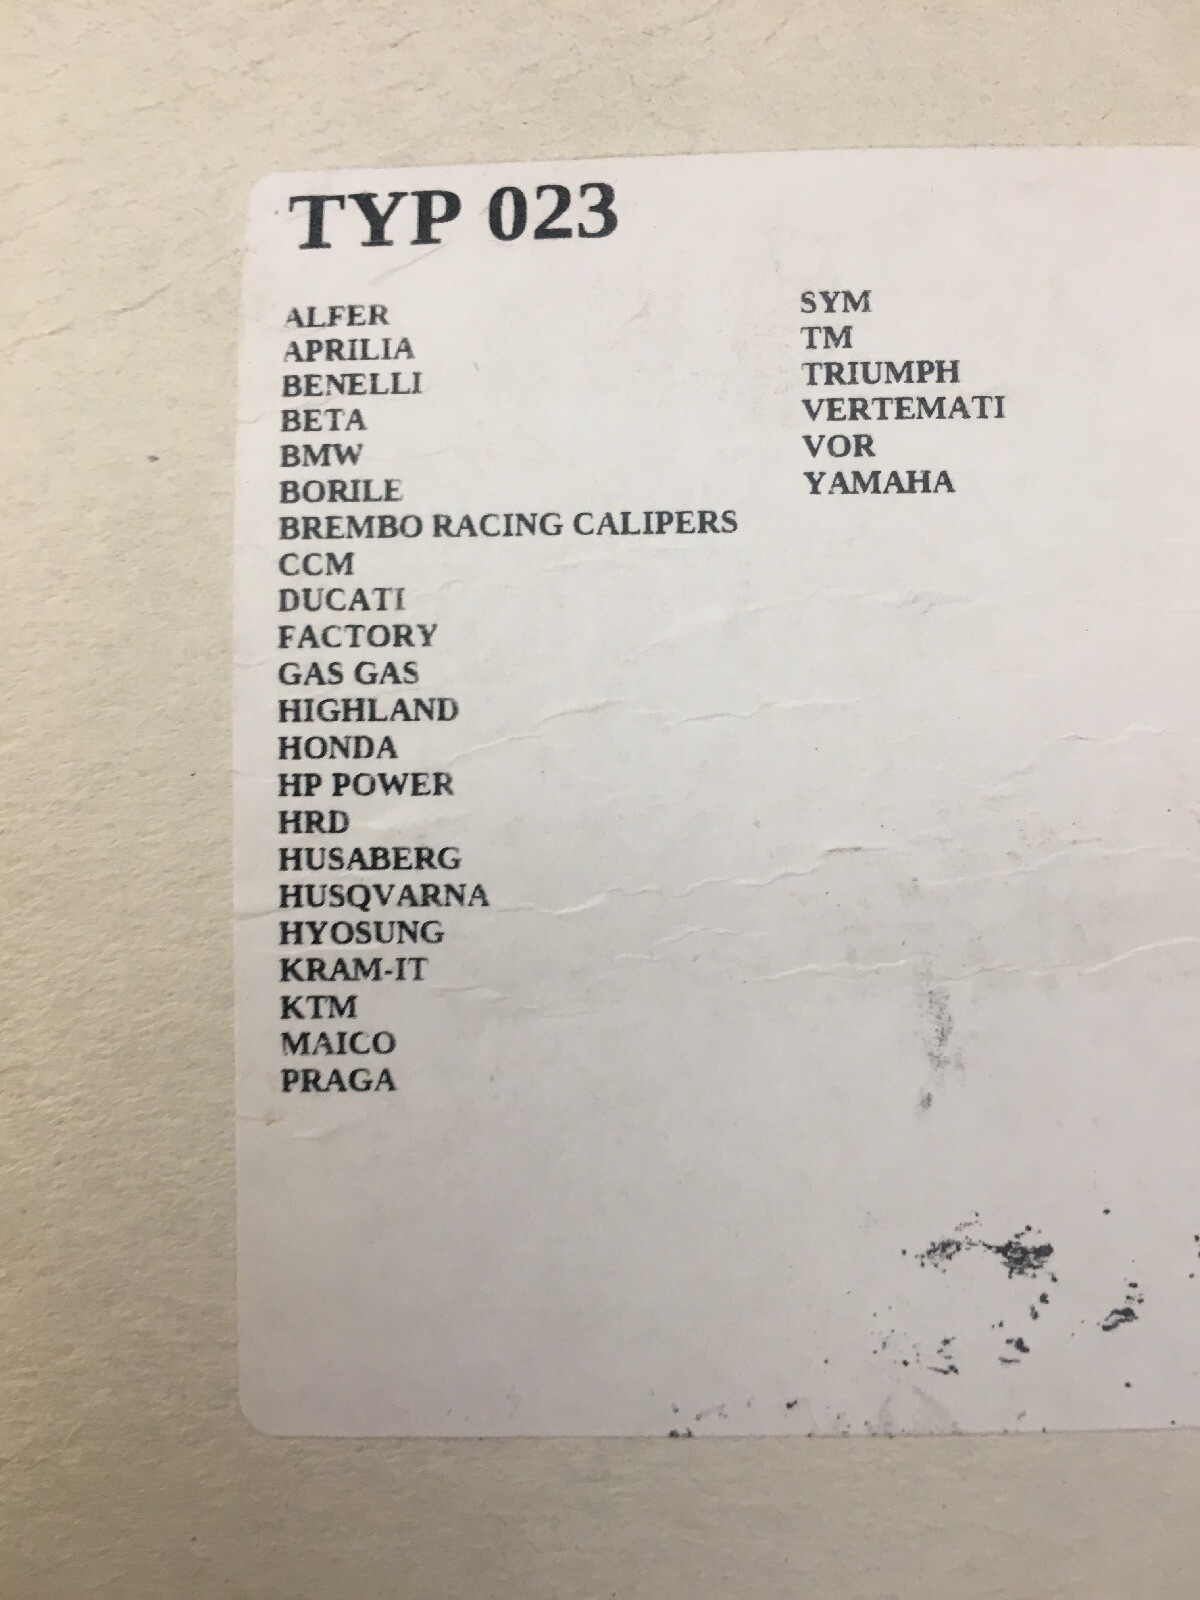 TYP 023
ALFER
APRILIA
BENELLI
BETA
BMW
BORILE
BREMBO RACING CALIPERS
CCM
DUCATI
FACTORY
GAS GAS
HIGHLAND
HONDA
HP POWER
HRD
HUSABERG
HUSQVARNA
HYOSUNG
KRAM-IT
KTM
MAICO
PRAGA
SYM
TM
TRIUMPH
VERTEMATI
VOR
YAMAHA